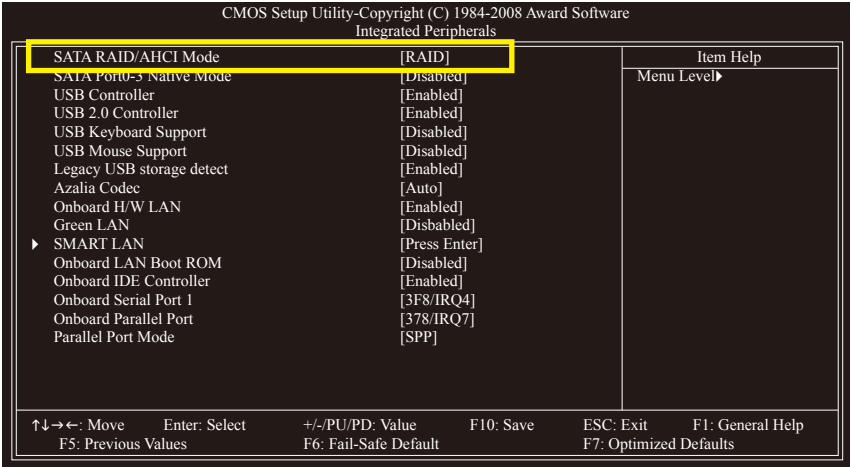 CMOS Setup Utility-Copyright (C) 1984-2008 Award Software
Integrated Peripherals
SATA RAID/AHCI Mode [RAID] Item Help
SATA Port0-3 Native Mode [Disabled] Menu Level▶
USB Controller [Enabled]
USB 2.0 Controller [Enabled]
USB Keyboard Support [Disabled]
USB Mouse Support [Disabled]
Legacy USB storage detect [Enabled]
Azalia Codec [Auto]
Onboard H/W LAN [Enabled]
Green LAN [Disbabled]
▶ SMART LAN [Press Enter]
Onboard LAN Boot ROM [Disabled]
Onboard IDE Controller [Enabled]
Onboard Serial Port 1 [3F8/IRQ4]
Onboard Parallel Port [378/IRQ7]
Parallel Port Mode [SPP]
↑↓→←: Move Enter: Select +/-/PU/PD: Value F10: Save ESC: Exit F1: General Help
F5: Previous Values F6: Fail-Safe Default F7: Optimized Defaults